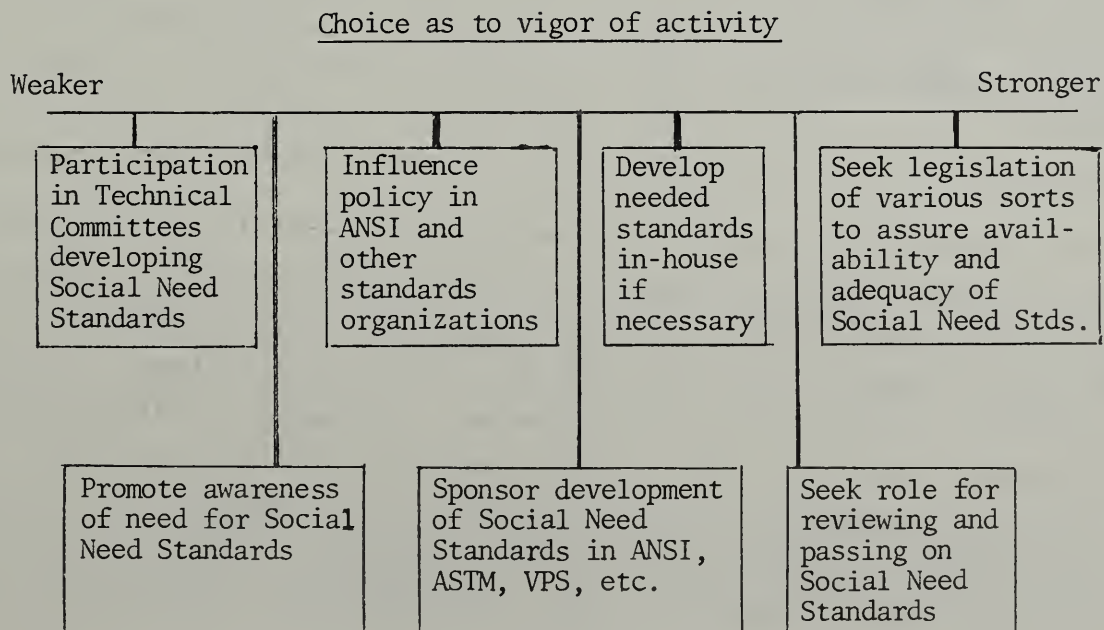 Choice as to vigor of activity
Weaker
Stronger
Participation
in Technical
Committees
developing
Social Need
Standards
Influence
policy in
ANSI and
other
standards
organizations
Develop
needed
standards
in-house
if
necessary
Seek legislation
of various sorts
to assure avail-
ability and
adequacy of
Social Need Stds.
Promote awareness
of need for Social
Need Standards
Sponsor development
of Social Need
Standards in ANSI,
ASTM, VPS, etc.
Seek role for
reviewing and
passing on
Social Need
Standards